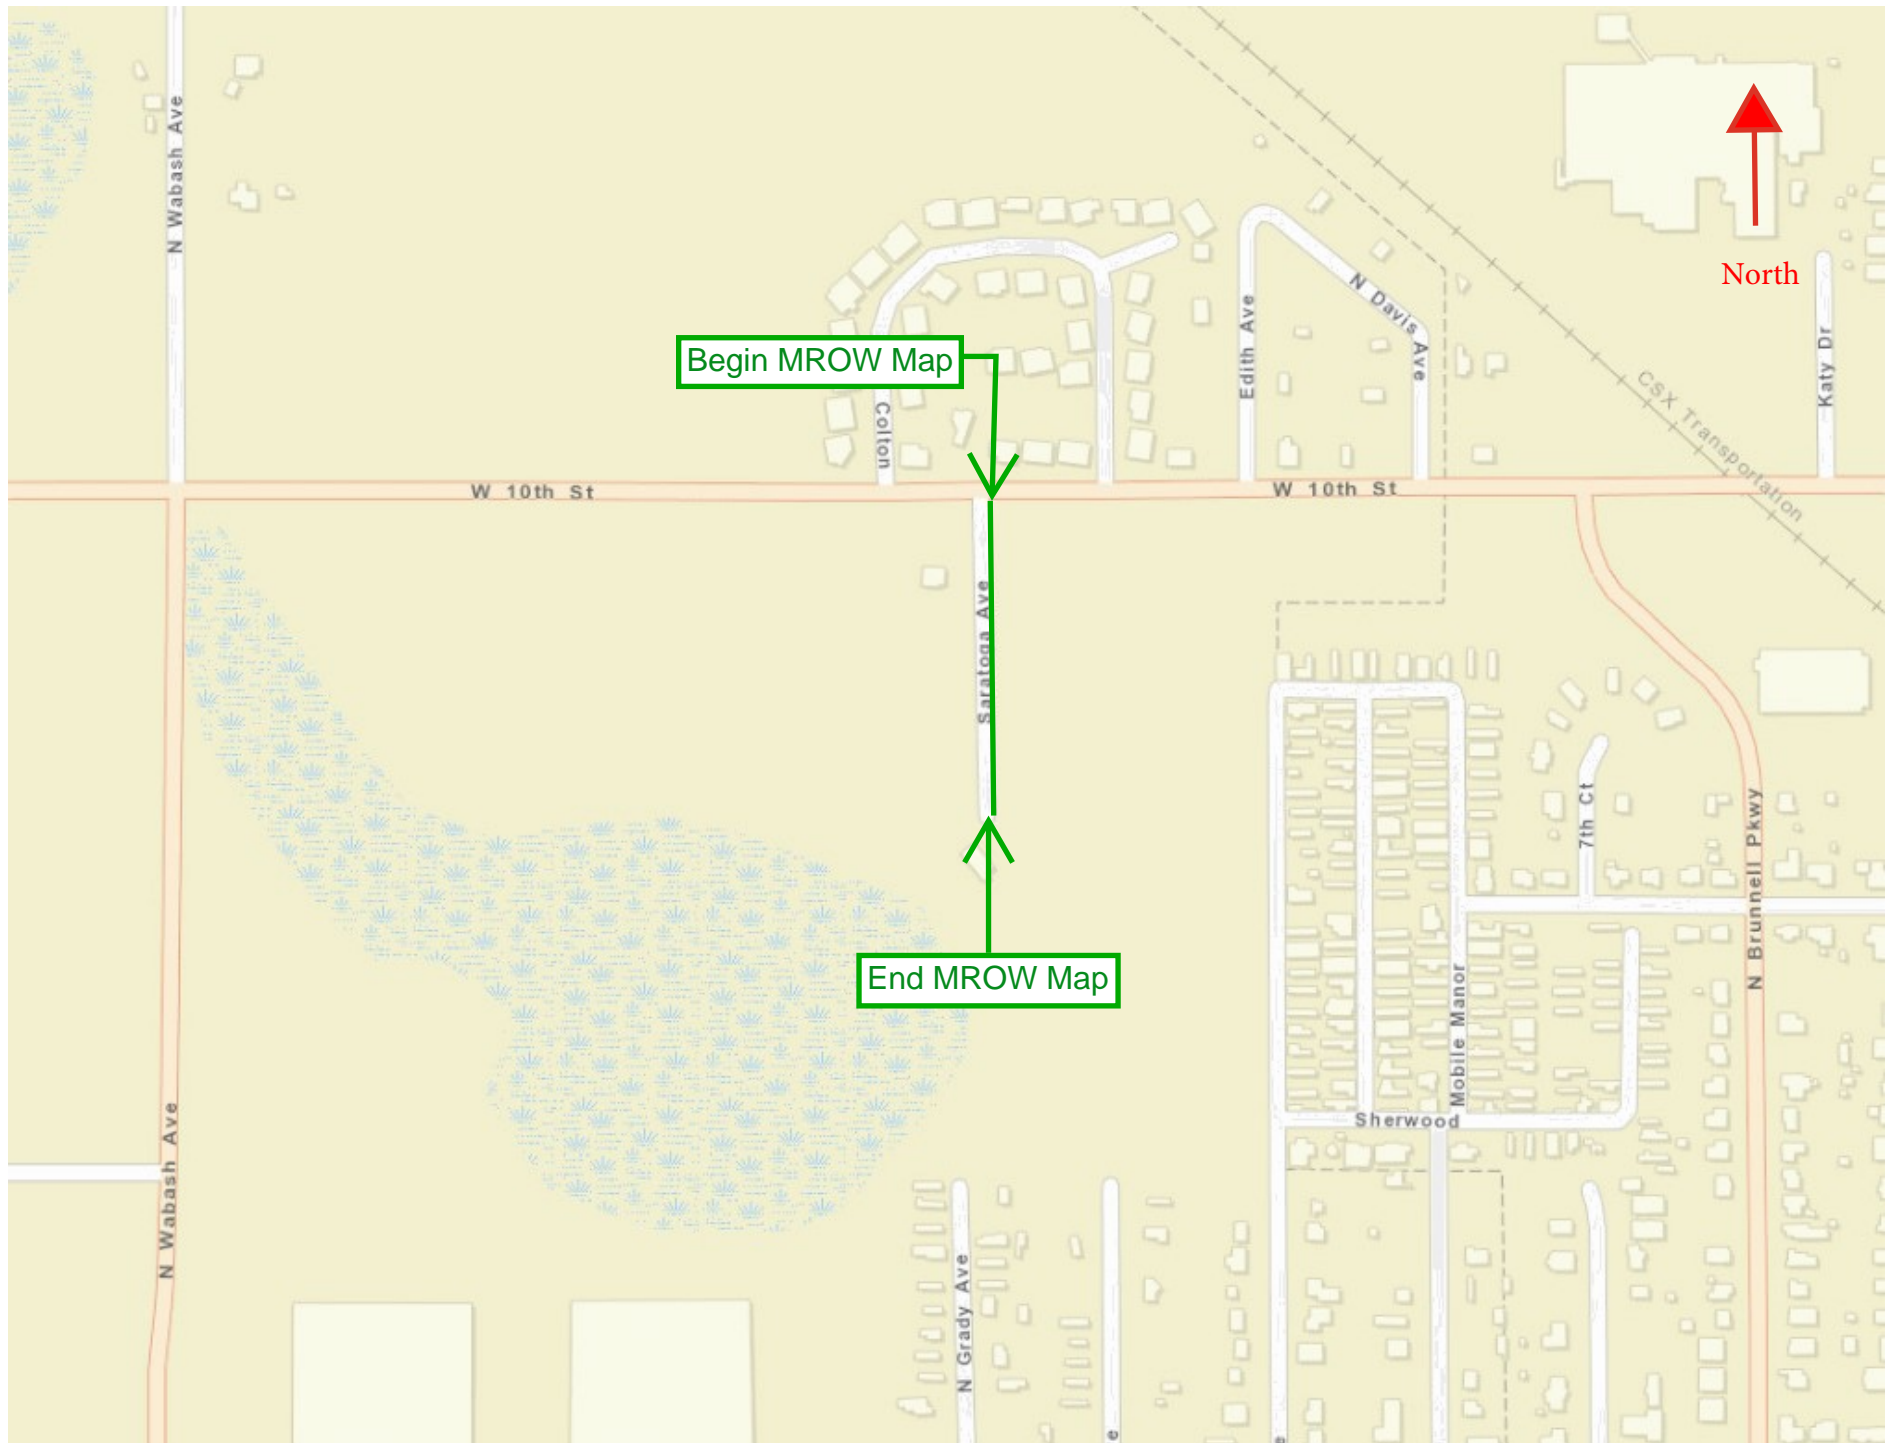 N Wabash Ave
North
N Davis Ave
Edith Ave
Katy Dr
Begin MROW Map
CSX Transportation
Colton
W 10th St
W 10th St
Saratoga Ave
7th Ct
N Brunnell Pkwy
End MROW Map
Mobile Manor
Sherwood
N Wabash Ave
N Grady Ave
e
e